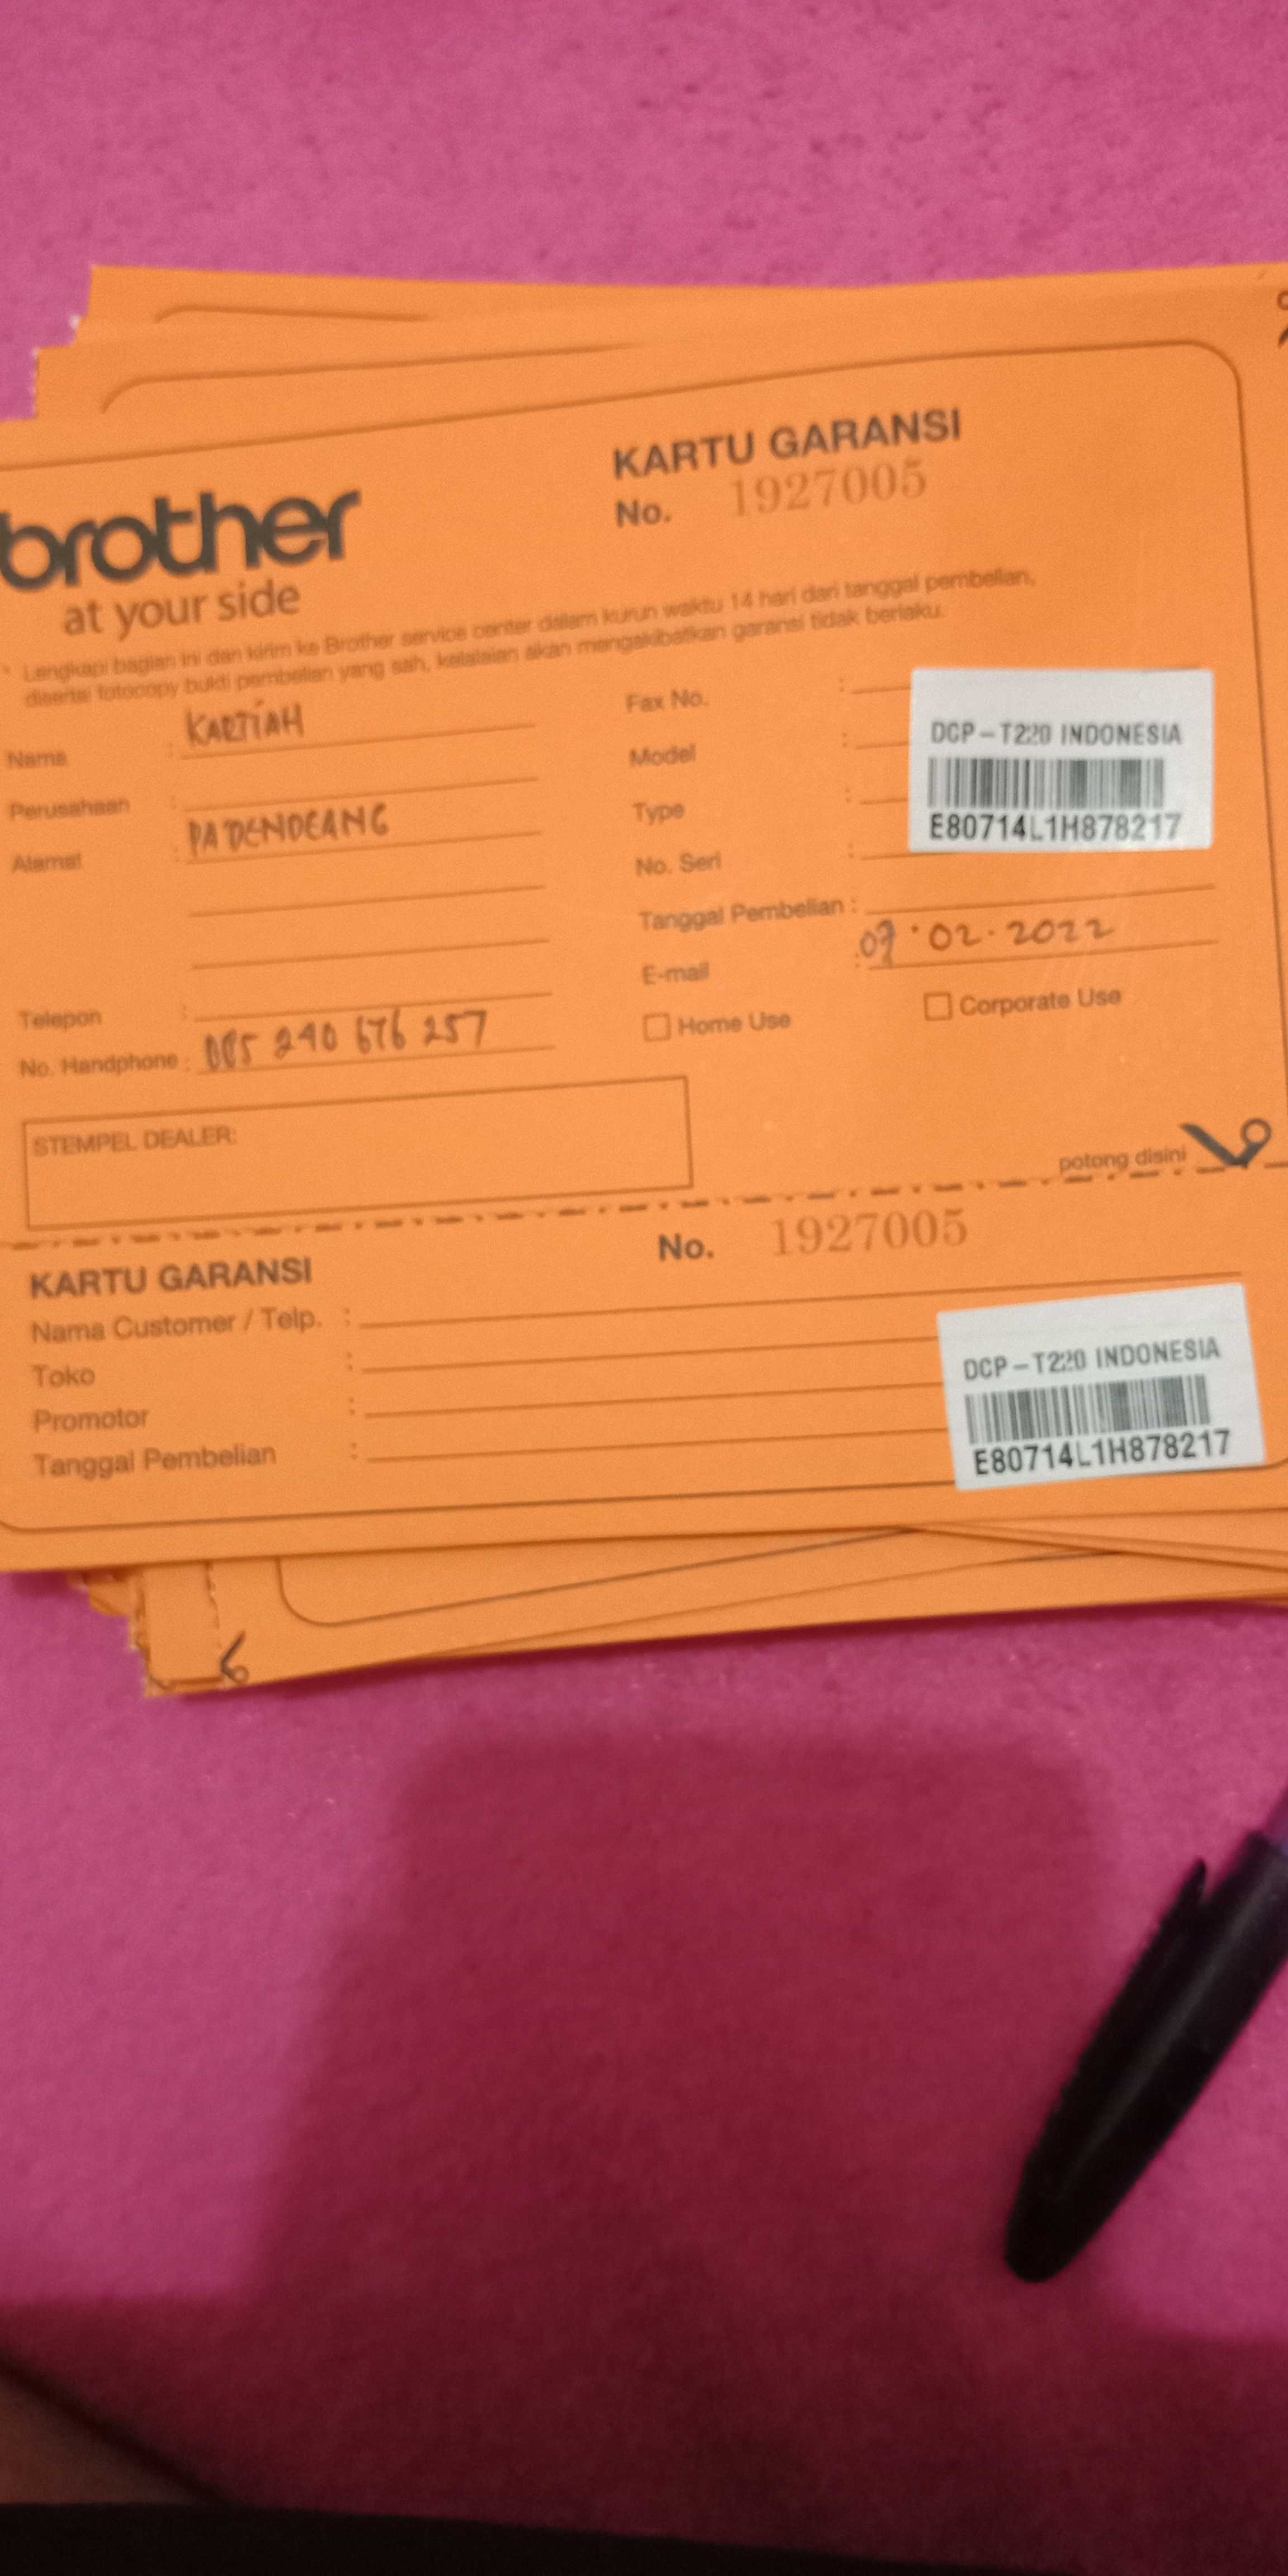 brother
at your side
KARTU GARANSI
No. 1927005
* Lengkapi bagian ini dan kirim ke Brother service center dalam kurun waktu 14 hari dari tanggal pembelian,
disertai fotocopy bukti pembelian yang sah, kelalaian akan mengakibatkan garansi tidak berlaku.
Nama : KARTIAH
Perusahaan :
Alamat :
Telepon :
No. Handphone : 085 290 676 257
Fax No. :
Model :
Type :
No. Seri :
DCP-T220 INDONESIA
E80714L1H878217
Tanggal Pembelian :
07.02.2022
E-mail :
Home Use
Corporate Use
STEMPEL DEALER:
potong disini
KARTU GARANSI
No. 1927005
Nama Customer / Telp. :
Toko :
Promotor :
Tanggal Pembelian :
DCP-T220 INDONESIA
E80714L1H878217
6